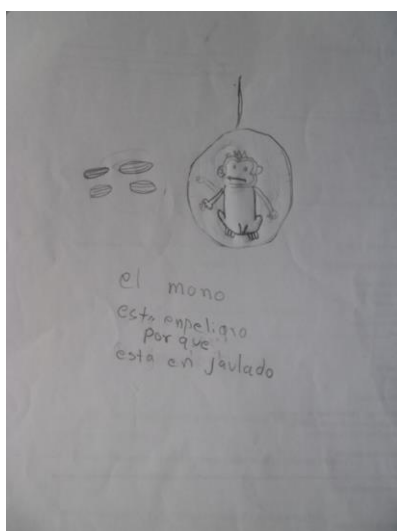 el mono
esta enpeligro
por que
esta en jaulado